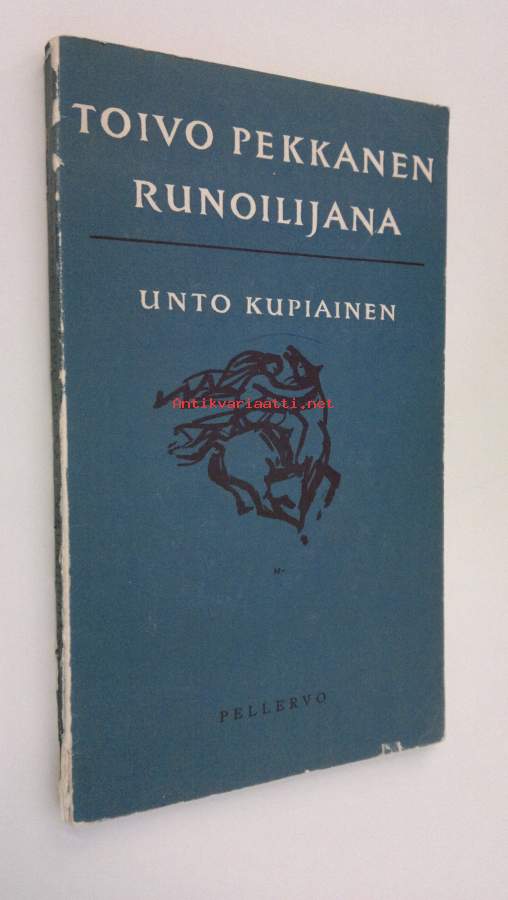 TOIVO PEKKANEN
RUNOILIJANA
UNTO KUPIAINEN
Antikvariaatti.net
PELLERVO